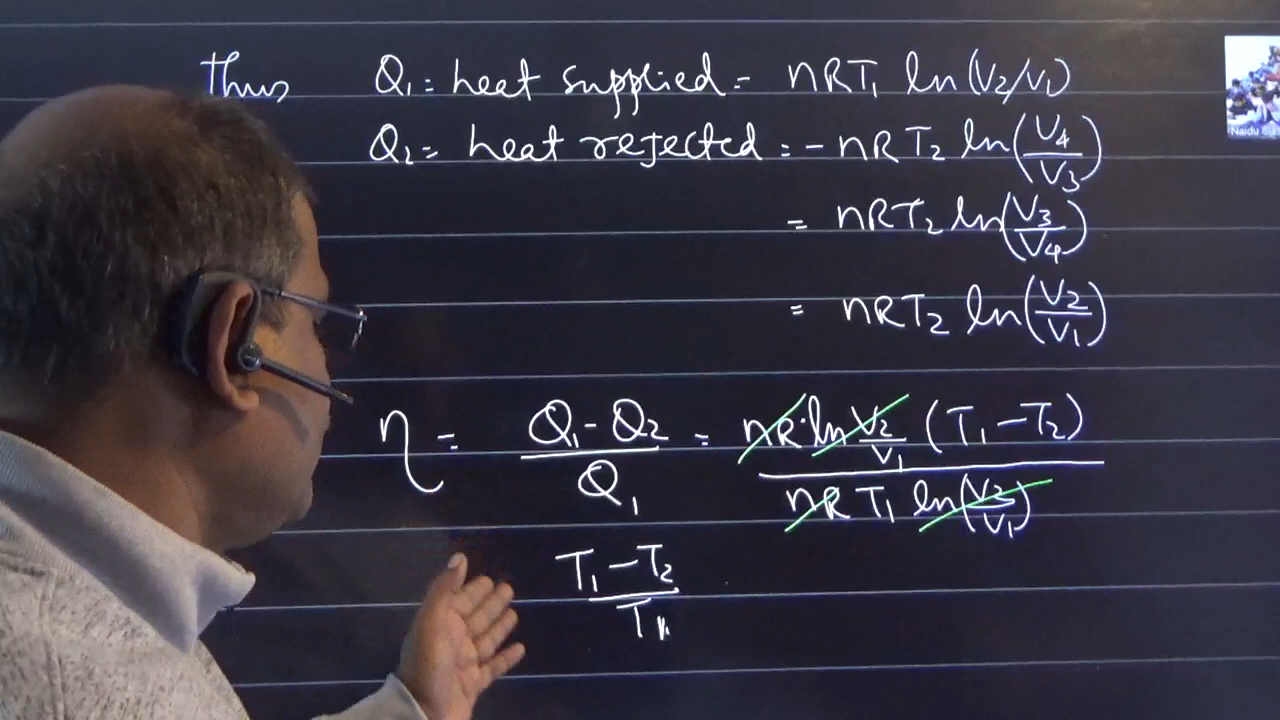 Thus Q₁ = heat supplied = nRT₁ ln(V₂/V₁)
Q₂ = heat rejected = - nRT₂ ln(V₄/V₃)
= nRT₂ ln(V₃/V₄)
= nRT₂ ln(V₂/V₁)
η = (Q₁ - Q₂)/Q₁ = nR ln V₂/V₁ (T₁ - T₂) / nRT₁ ln(V₂/V₁)
(T₁ - T₂)/T₁
Naidu